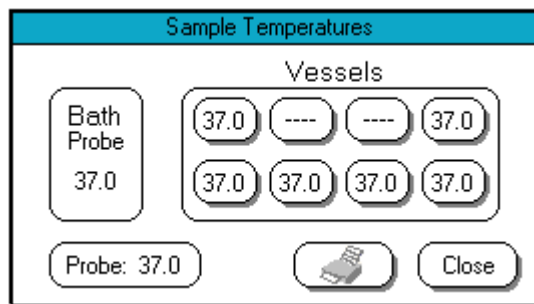 Sample Temperatures
Vessels
Bath
Probe
37.0
37.0 ---- ---- 37.0
37.0 37.0 37.0 37.0
Probe: 37.0
Close